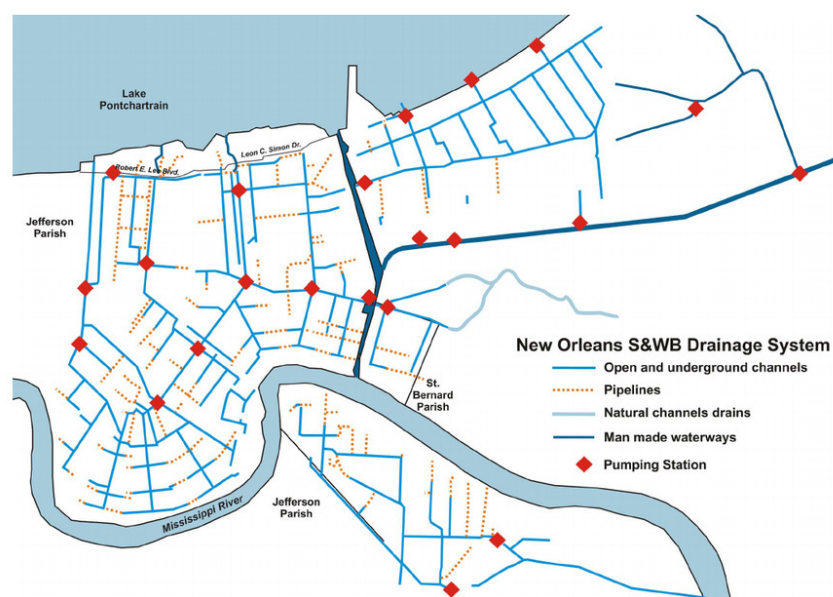 Lake
Pontchartrain
Leon C. Simon Dr.
Robert E. Lee Blvd.
Jefferson
Parish
New Orleans S&WB Drainage System
Open and underground channels
Pipelines
Natural channels drains
Man made waterways
Pumping Station
St.
Bernard
Parish
Jefferson
Parish
Mississippi River